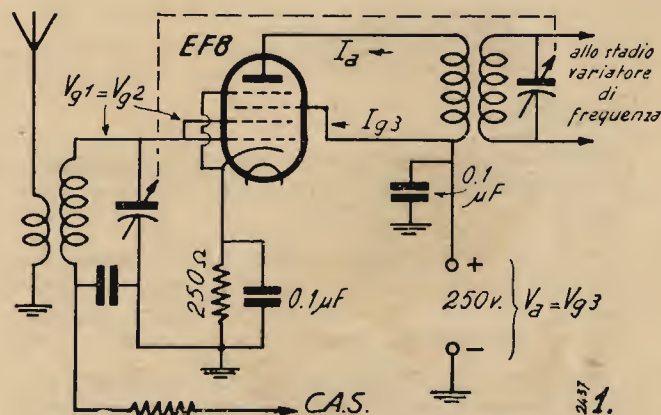 EF8
Ia
allo stadio
variatore
di
frequenza
Vg1=Vg2
Ig3
0.1
µF
250Ω
0.1µF
+
250v.
Va=Vg3
-
C.A.S.
2437
1.